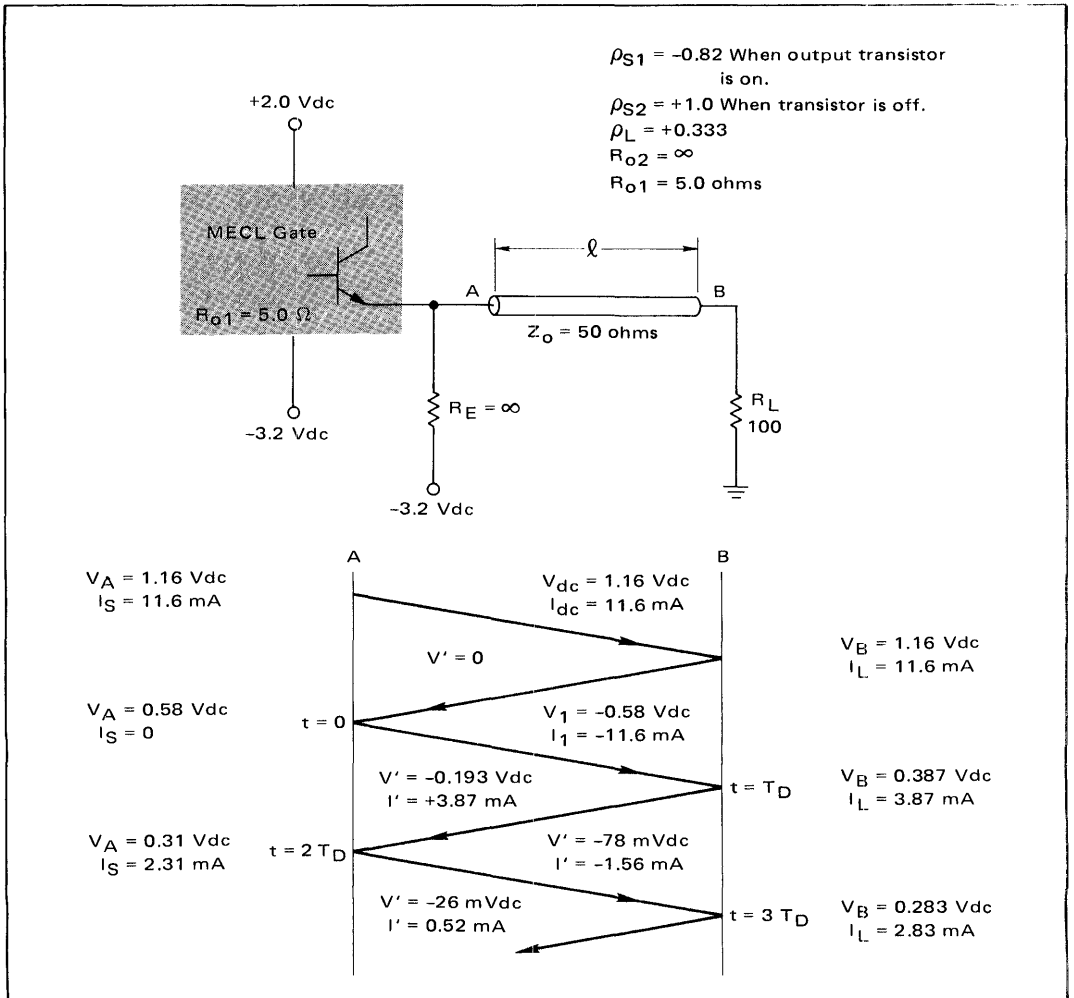 ρS1 = -0.82 When output transistor
is on.
ρS2 = +1.0 When transistor is off.
ρL = +0.333
Ro2 = ∞
Ro1 = 5.0 ohms
+2.0 Vdc
MECL Gate
Ro1 = 5.0 Ω
-3.2 Vdc
RE = ∞
-3.2 Vdc
ℓ
A
B
Zo = 50 ohms
RL
100
A
B
VA = 1.16 Vdc
IS = 11.6 mA
Vdc = 1.16 Vdc
Idc = 11.6 mA
V' = 0
VB = 1.16 Vdc
IL = 11.6 mA
VA = 0.58 Vdc
IS = 0
t = 0
V1 = -0.58 Vdc
I1 = -11.6 mA
V' = -0.193 Vdc
I' = +3.87 mA
t = TD
VB = 0.387 Vdc
IL = 3.87 mA
VA = 0.31 Vdc
IS = 2.31 mA
t = 2 TD
V' = -78 mVdc
I' = -1.56 mA
V' = -26 mVdc
I' = 0.52 mA
t = 3 TD
VB = 0.283 Vdc
IL = 2.83 mA